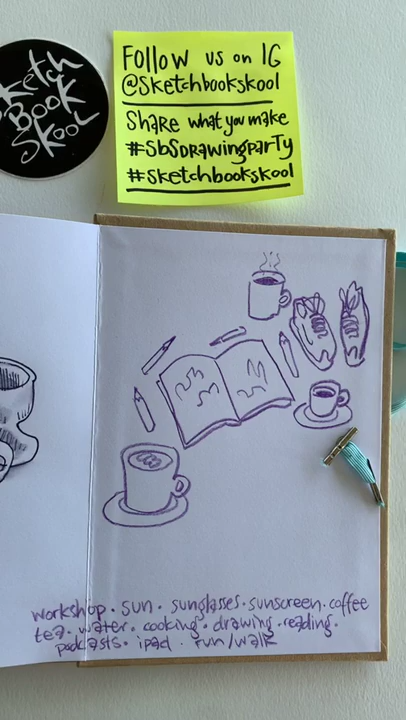 Sketch
Book
Skool
Follow us on IG
@Sketchbookskool
Share what you make
#SbSDrawingParty
#Sketchbookskool
workshop . sun . sunglasses . sunscreen . coffee
tea . water . cooking . drawing . reading .
podcasts . ipad . run/walk